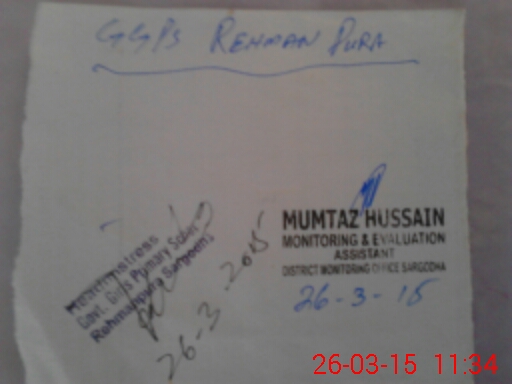 GGPS REHMAN PURA
MUMTAZ HUSSAIN
MONITORING & EVALUATION
ASSISTANT
DISTRICT MONITORING OFFICE SARGODHA
26-3-15
Headmistress
Govt. Girls Primary School
Rehmanpura Sargodha
26-3-2015
26-03-15 11:34